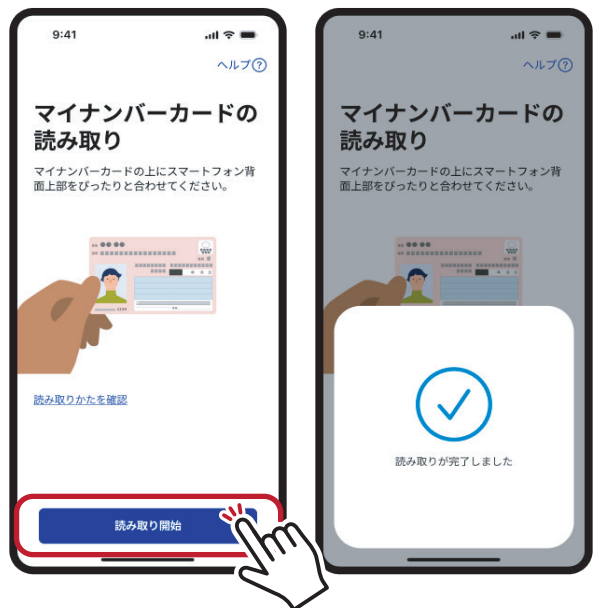 9:41
ヘルプ?
マイナンバーカードの
読み取り
マイナンバーカードの上にスマートフォン背
面上部をぴったりと合わせてください。
読み取りかたを確認
読み取り開始
9:41
ヘルプ?
マイナンバーカードの
読み取り
マイナンバーカードの上にスマートフォン背
面上部をぴったりと合わせてください。
読み取りが完了しました